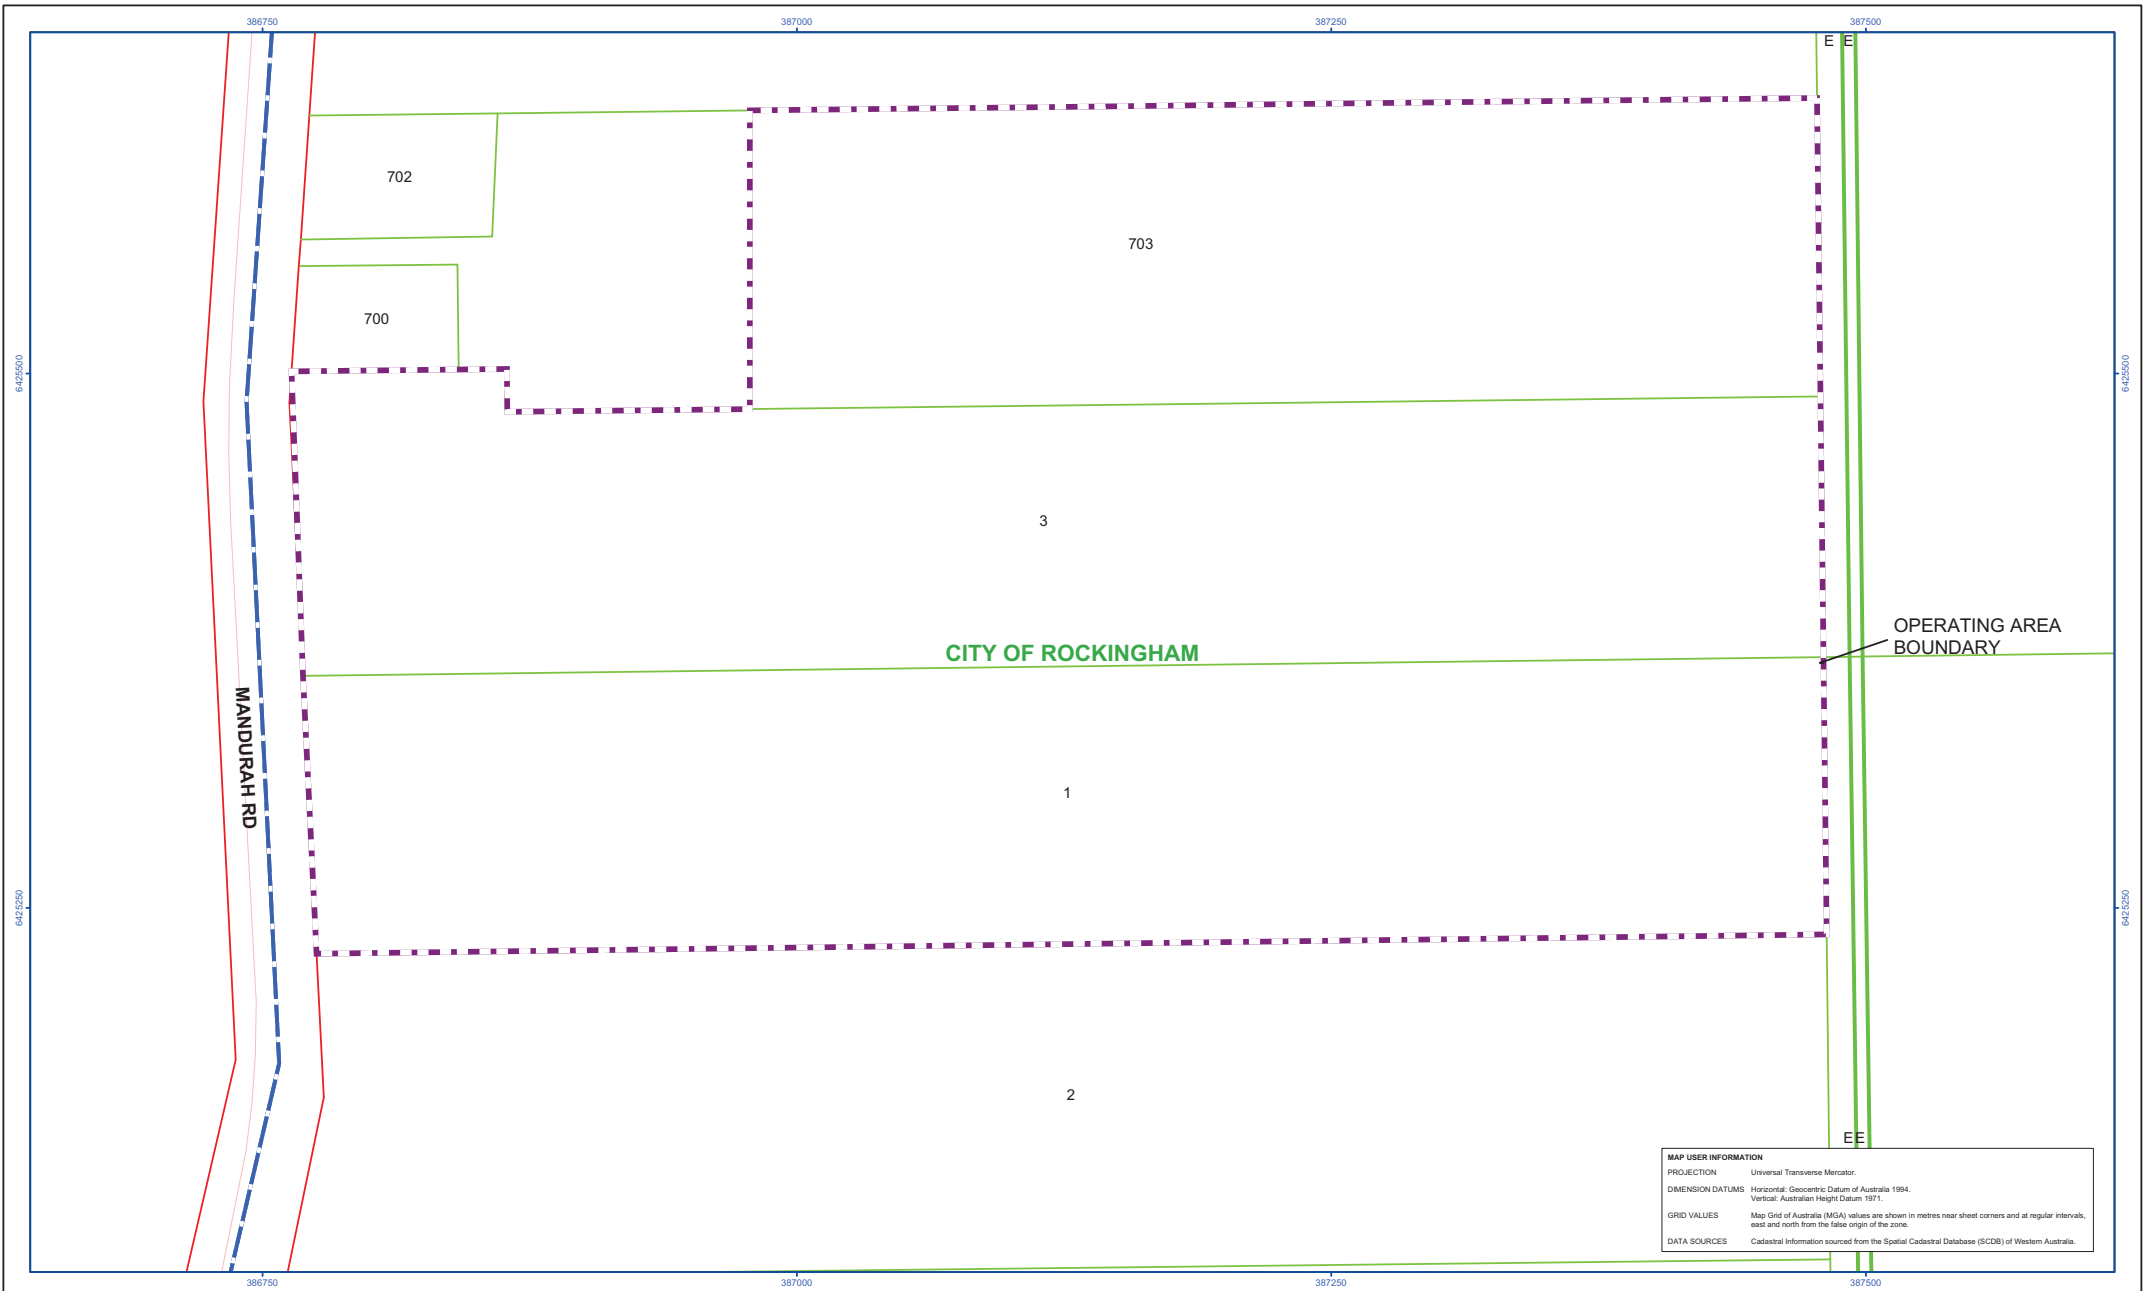 386750
387000
387250
387500
E E
702
703
700
6425500
6425500
3
OPERATING AREA
BOUNDARY
CITY OF ROCKINGHAM
MANDURAH RD
1
6425250
6425250
2
EE
MAP USER INFORMATION
PROJECTION Universal Transverse Mercator.
DIMENSION DATUMS Horizontal: Geocentric Datum of Australia 1994.
Vertical: Australian Height Datum 1971.
GRID VALUES Map Grid of Australia (MGA) values are shown in metres near sheet corners and at regular intervals,
east and north from the false origin of the zone.
DATA SOURCES Cadastral Information sourced from the Spatial Cadastral Database (SCDB) of Western Australia.
386750
387000
387250
387500